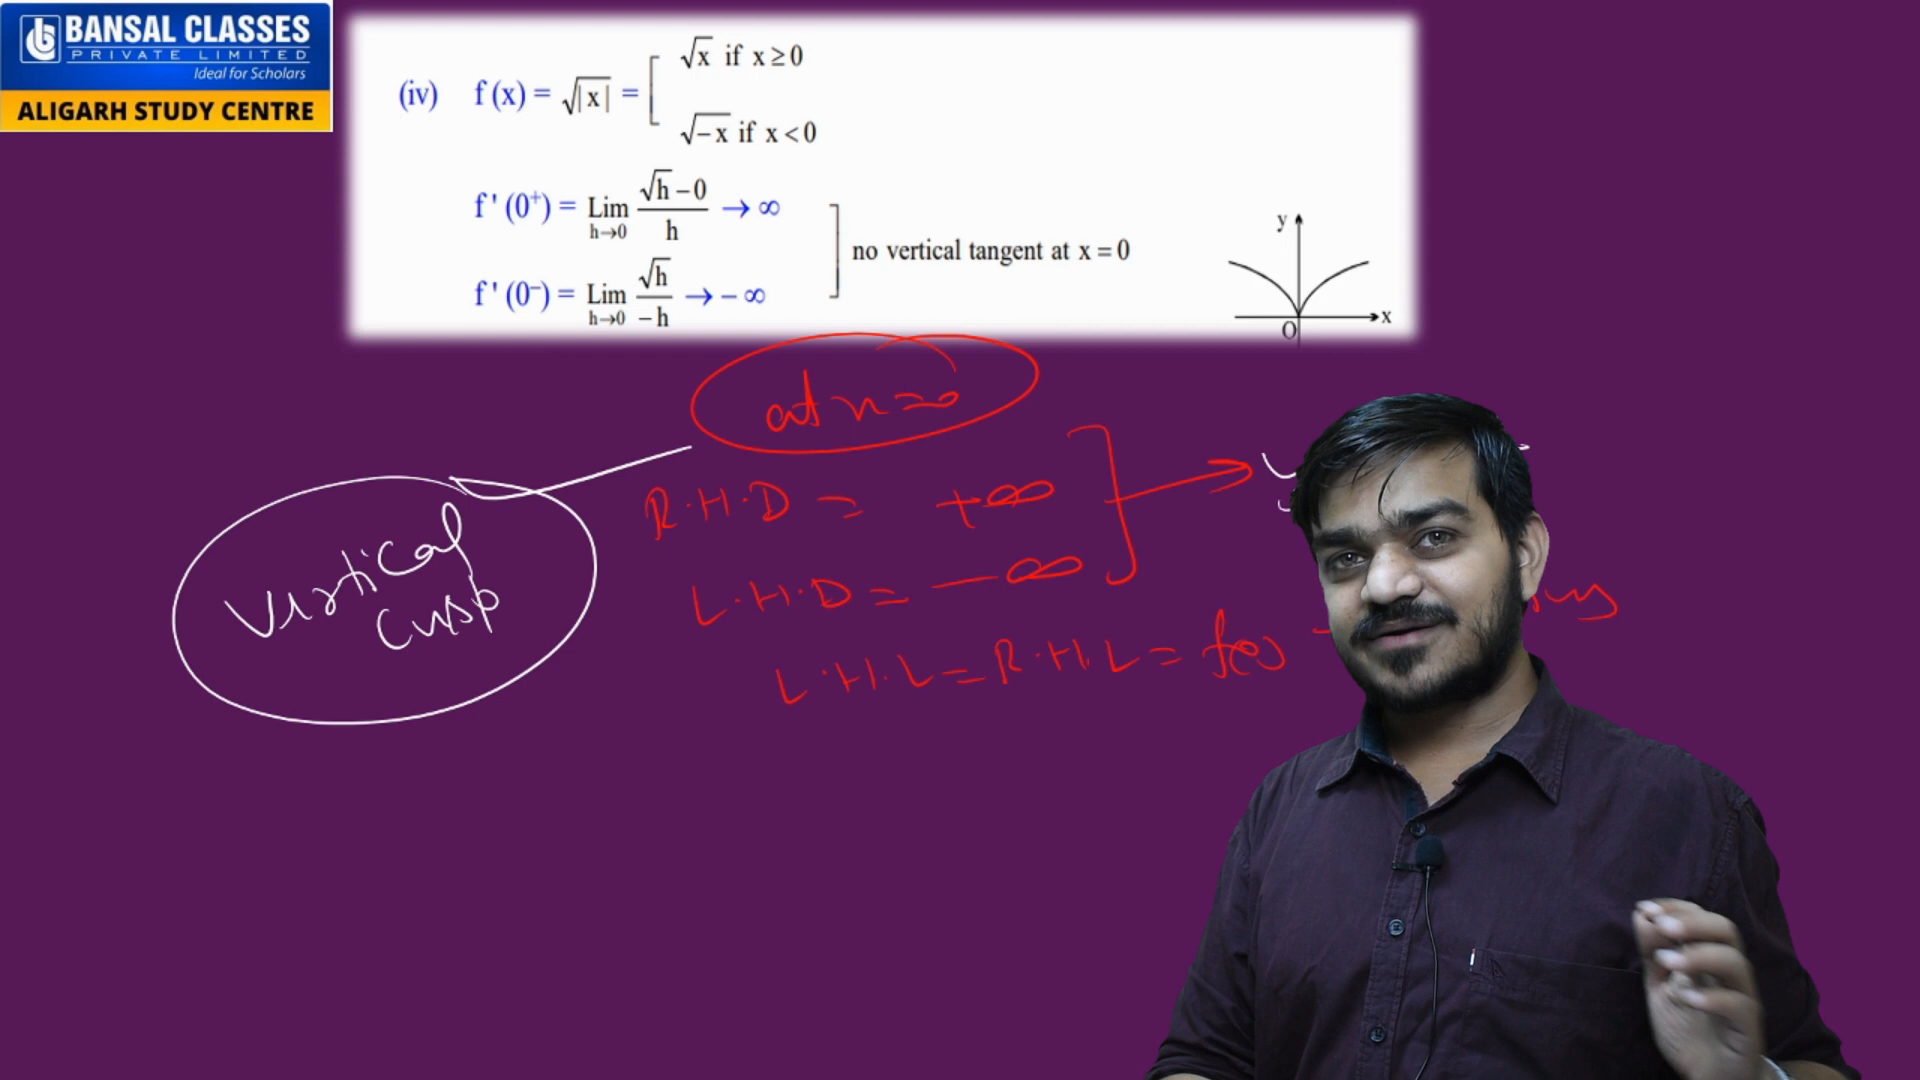 BANSAL CLASSES
PRIVATE LIMITED
Ideal for Scholars
ALIGARH STUDY CENTRE
(iv) f (x) = √|x| = [ √x if x ≥ 0
√-x if x < 0
f ' (0⁺) = Lim h→0 (√h - 0)/h → ∞
f ' (0⁻) = Lim h→0 √h/-h → - ∞
] no vertical tangent at x = 0
y
x
O
at x=0
R.H.D = +∞
L.H.D = -∞
L.H.L = R.H.L = f(0)
Vertical
Cusp